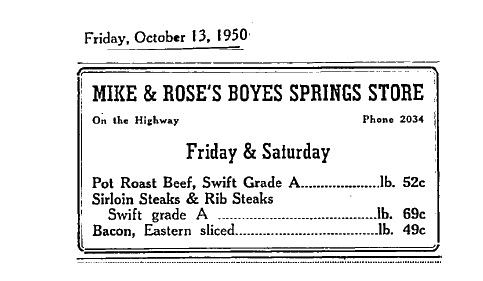 Friday, October 13, 1950
MIKE & ROSE'S BOYES SPRINGS STORE
On the Highway Phone 2034
Friday & Saturday
Pot Roast Beef, Swift Grade A....................lb. 52c
Sirloin Steaks & Rib Steaks
Swift grade A ........................................lb. 69c
Bacon, Eastern sliced....................................lb. 49c